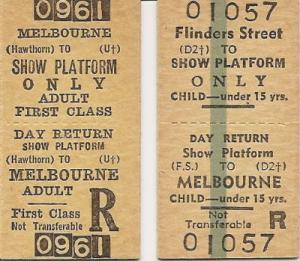 0961
MELBOURNE
(Hawthorn) TO (U†)
SHOW PLATFORM
ONLY
ADULT
FIRST CLASS
DAY RETURN
SHOW PLATFORM
(Hawthorn) TO (U†)
MELBOURNE
ADULT
First Class
Not Transferable R
0961
01057
Flinders Street
(D2†) TO
SHOW PLATFORM
ONLY
CHILD—under 15 yrs.
DAY RETURN
Show Platform
(F.S.) TO (D2†)
MELBOURNE
CHILD—under 15 yrs.
Not
Transferable R
01057